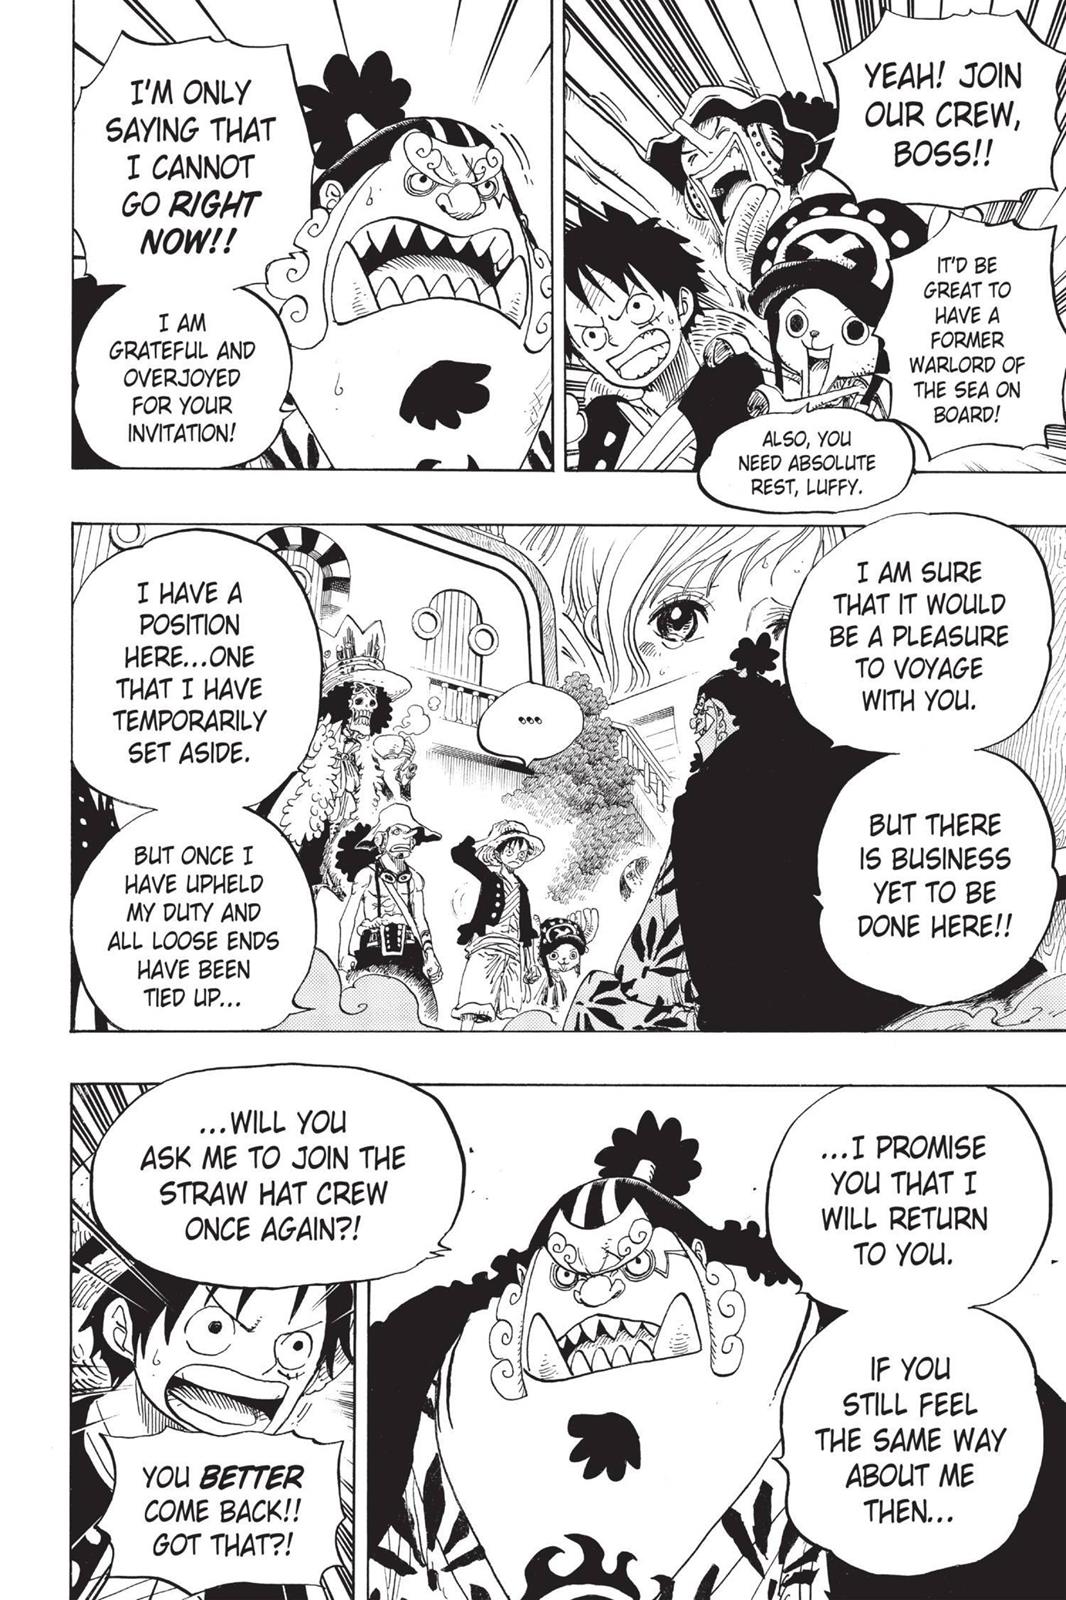 YEAH! JOIN
OUR CREW,
BOSS!!
IT'D BE
GREAT TO
HAVE A
FORMER
WARLORD OF
THE SEA ON
BOARD!
ALSO, YOU
NEED ABSOLUTE
REST, LUFFY.
I'M ONLY
SAYING THAT
I CANNOT
GO RIGHT
NOW!!
I AM
GRATEFUL AND
OVERJOYED
FOR YOUR
INVITATION!
I AM SURE
THAT IT WOULD
BE A PLEASURE
TO VOYAGE
WITH YOU.
BUT THERE
IS BUSINESS
YET TO BE
DONE HERE!!
...
I HAVE A
POSITION
HERE...ONE
THAT I HAVE
TEMPORARILY
SET ASIDE.
BUT ONCE I
HAVE UPHELD
MY DUTY AND
ALL LOOSE ENDS
HAVE BEEN
TIED UP...
...I PROMISE
YOU THAT I
WILL RETURN
TO YOU.
IF YOU
STILL FEEL
THE SAME WAY
ABOUT ME
THEN...
...WILL YOU
ASK ME TO JOIN THE
STRAW HAT CREW
ONCE AGAIN?!
YOU BETTER
COME BACK!!
GOT THAT?!